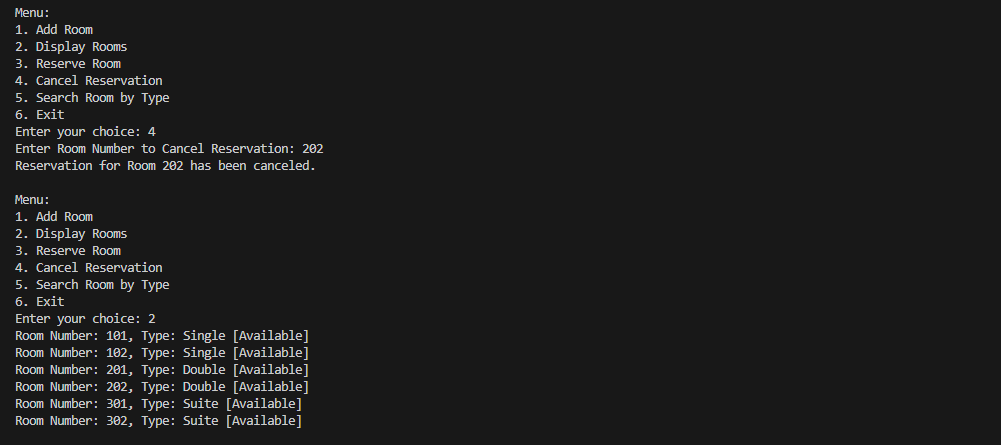 Menu:
1. Add Room
2. Display Rooms
3. Reserve Room
4. Cancel Reservation
5. Search Room by Type
6. Exit
Enter your choice: 4
Enter Room Number to Cancel Reservation: 202
Reservation for Room 202 has been canceled.

Menu:
1. Add Room
2. Display Rooms
3. Reserve Room
4. Cancel Reservation
5. Search Room by Type
6. Exit
Enter your choice: 2
Room Number: 101, Type: Single [Available]
Room Number: 102, Type: Single [Available]
Room Number: 201, Type: Double [Available]
Room Number: 202, Type: Double [Available]
Room Number: 301, Type: Suite [Available]
Room Number: 302, Type: Suite [Available]